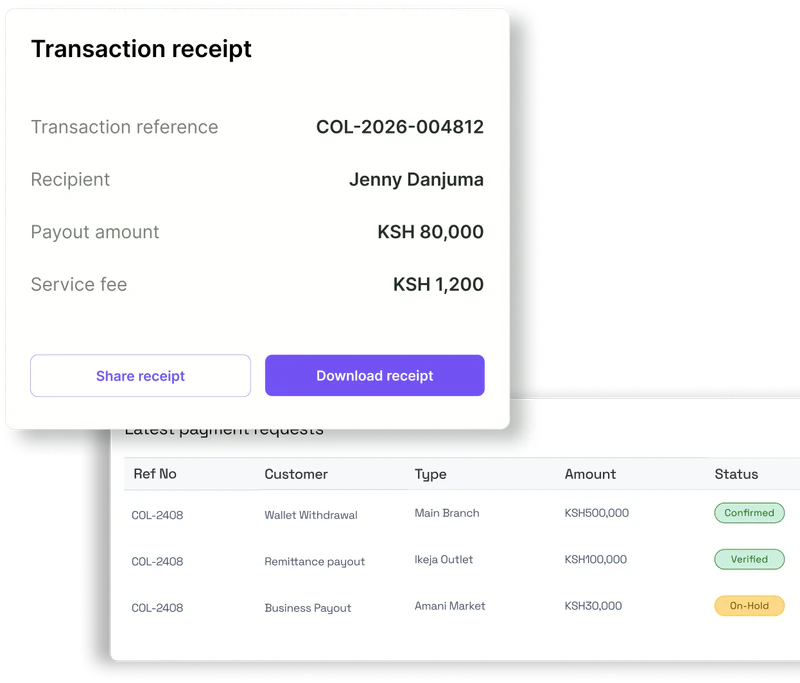 Transaction receipt
Transaction reference COL-2026-004812
Recipient Jenny Danjuma
Payout amount KSH 80,000
Service fee KSH 1,200
Share receipt Download receipt
Latest payment requests
Ref No Customer Type Amount Status
COL-2408 Wallet Withdrawal Main Branch KSH500,000 Confirmed
COL-2408 Remittance payout Ikeja Outlet KSH100,000 Verified
COL-2408 Business Payout Amani Market KSH30,000 On-Hold